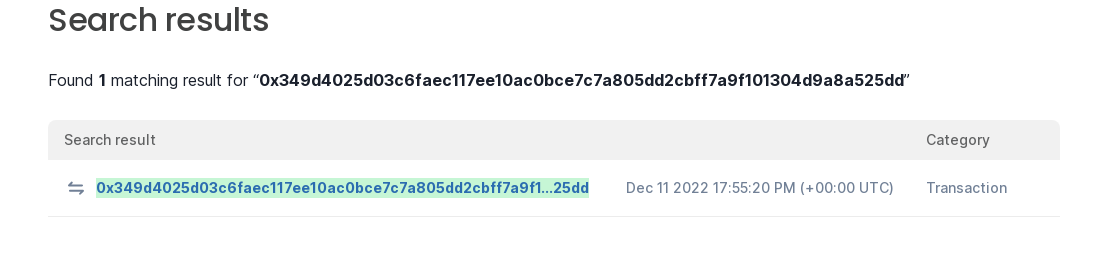 Search results
Found 1 matching result for “0x349d4025d03c6faec117ee10ac0bce7c7a805dd2cbff7a9f101304d9a8a525dd”
Search result Category
0x349d4025d03c6faec117ee10ac0bce7c7a805dd2cbff7a9f1...25dd Dec 11 2022 17:55:20 PM (+00:00 UTC) Transaction